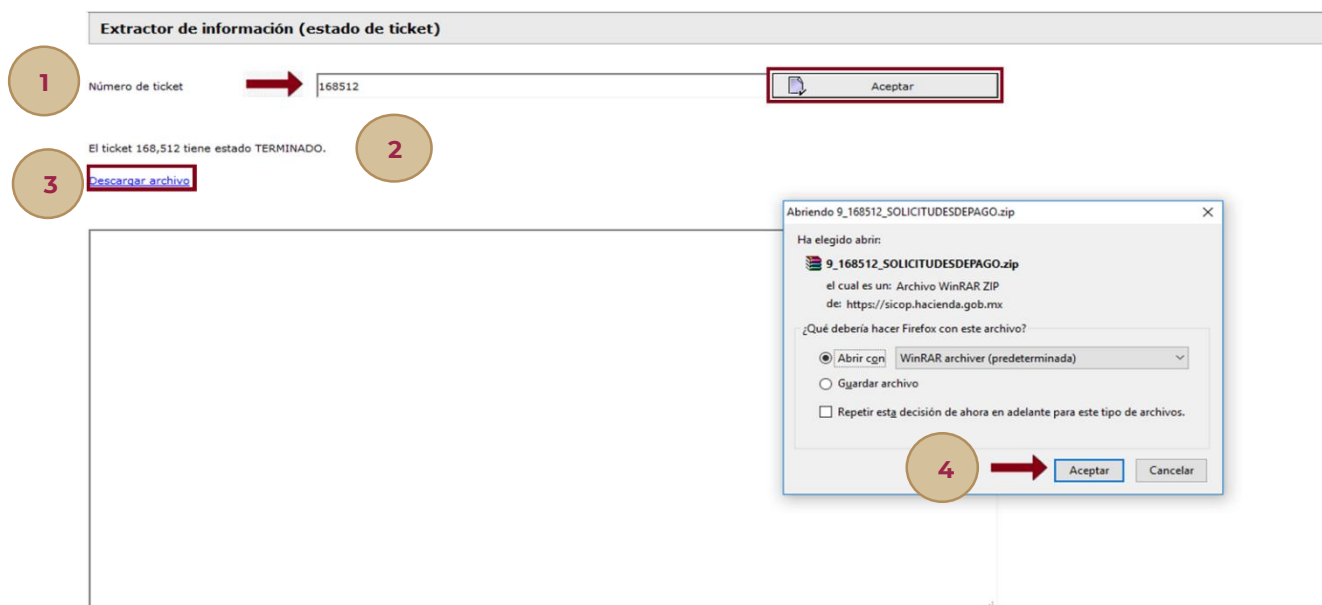 Extractor de información (estado de ticket)
1
Número de ticket
168512
Aceptar
El ticket 168,512 tiene estado TERMINADO.
2
3
Descargar archivo
Abriendo 9_168512_SOLICITUDESDEPAGO.zip
Ha elegido abrir:
9_168512_SOLICITUDESDEPAGO.zip
el cual es un: Archivo WinRAR ZIP
de: https://sicop.hacienda.gob.mx
¿Qué debería hacer Firefox con este archivo?
Abrir con WinRAR archiver (predeterminada)
Guardar archivo
Repetir esta decisión de ahora en adelante para este tipo de archivos.
4
Aceptar Cancelar